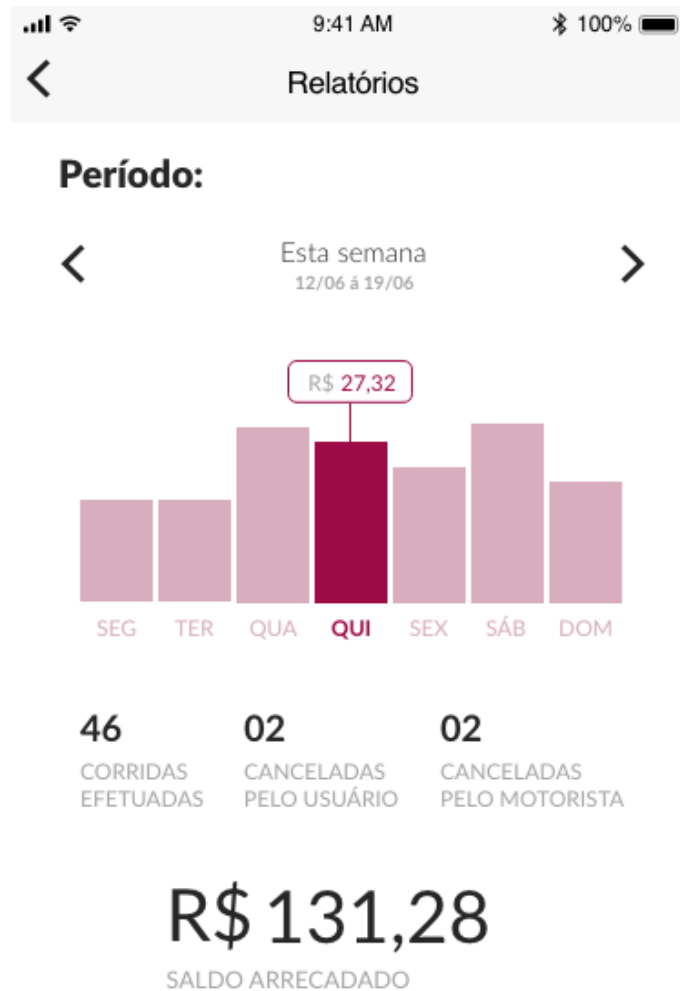 9:41 AM
100%
Relatórios
Período:
Esta semana
12/06 á 19/06
R$ 27,32
SEG TER QUA QUI SEX SÁB DOM
46
CORRIDAS
EFETUADAS
02
CANCELADAS
PELO USUÁRIO
02
CANCELADAS
PELO MOTORISTA
R$ 131,28
SALDO ARRECADADO